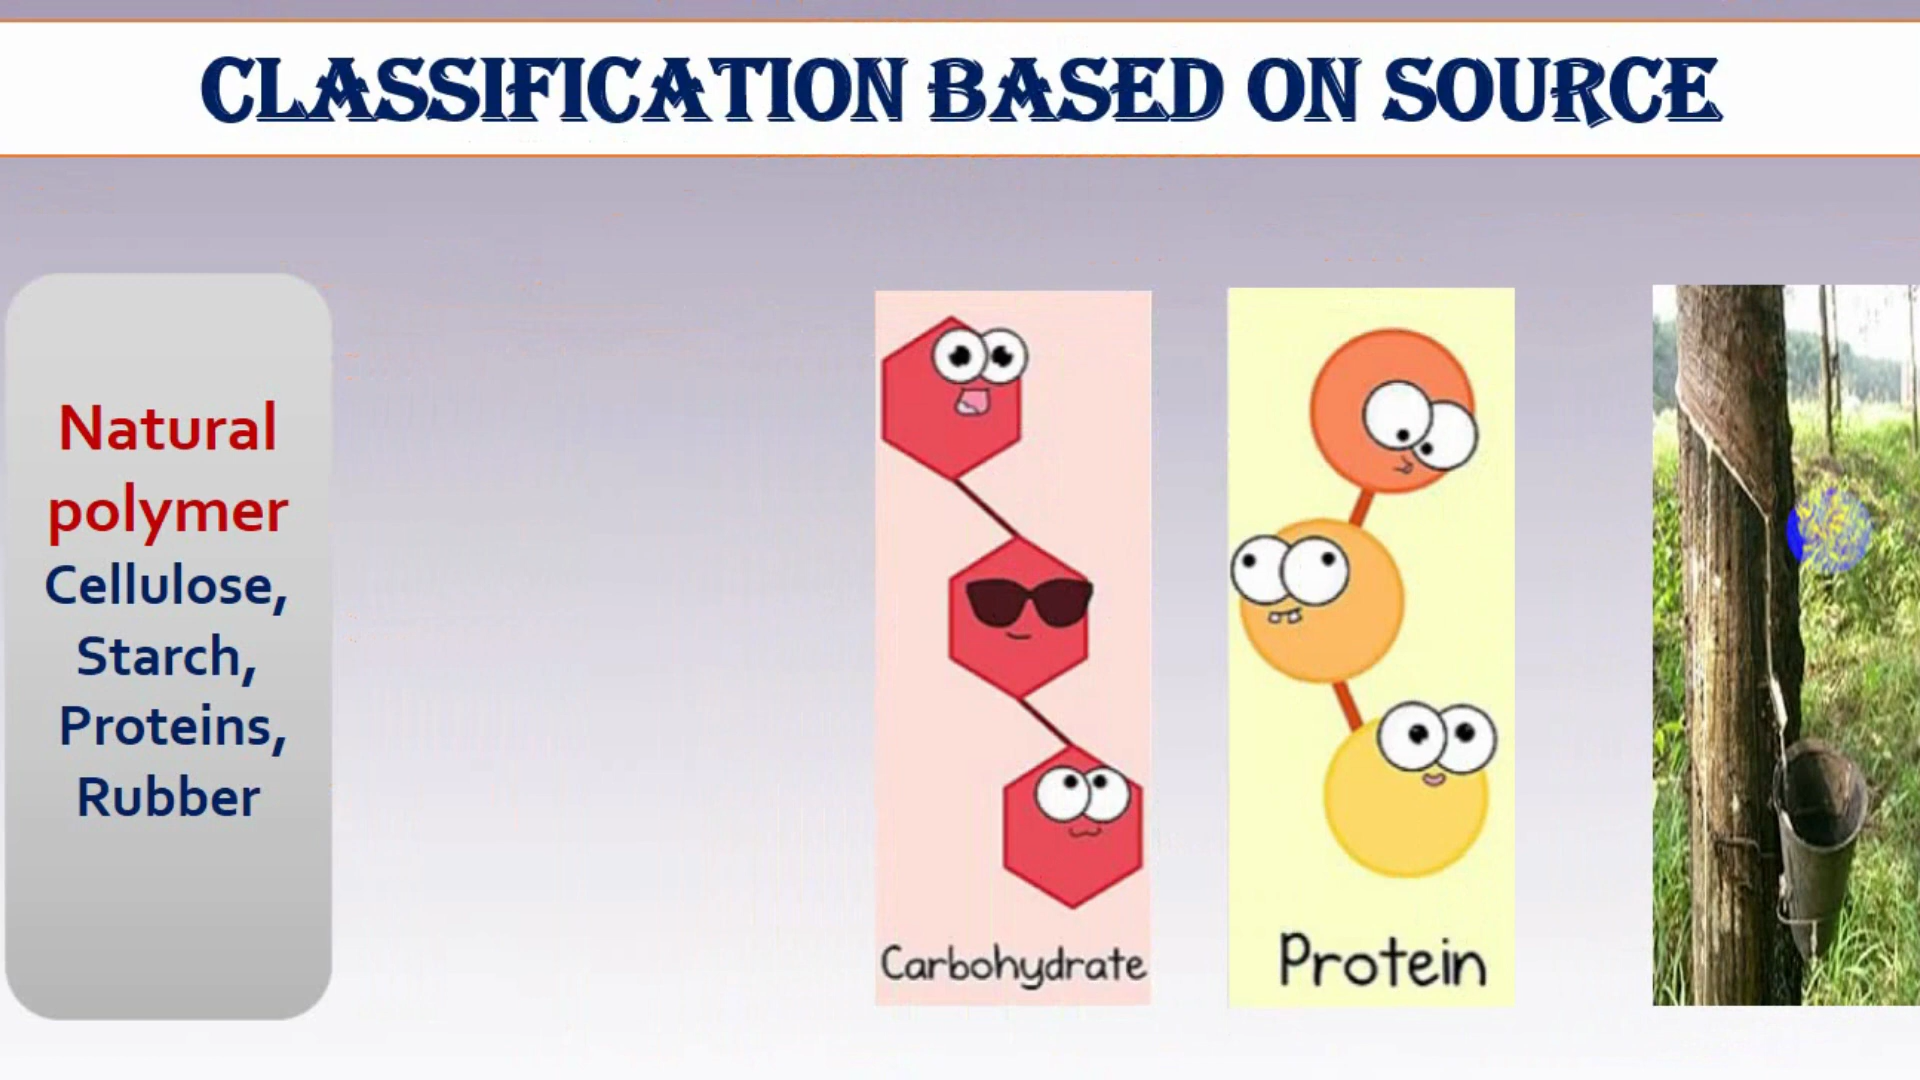 CLASSIFICATION BASED ON SOURCE
Natural
polymer
Cellulose,
Starch,
Proteins,
Rubber
Carbohydrate
Protein